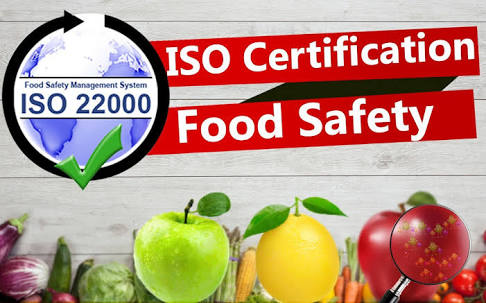 ISO Certification
Food Safety Management System
ISO 22000
Food Safety